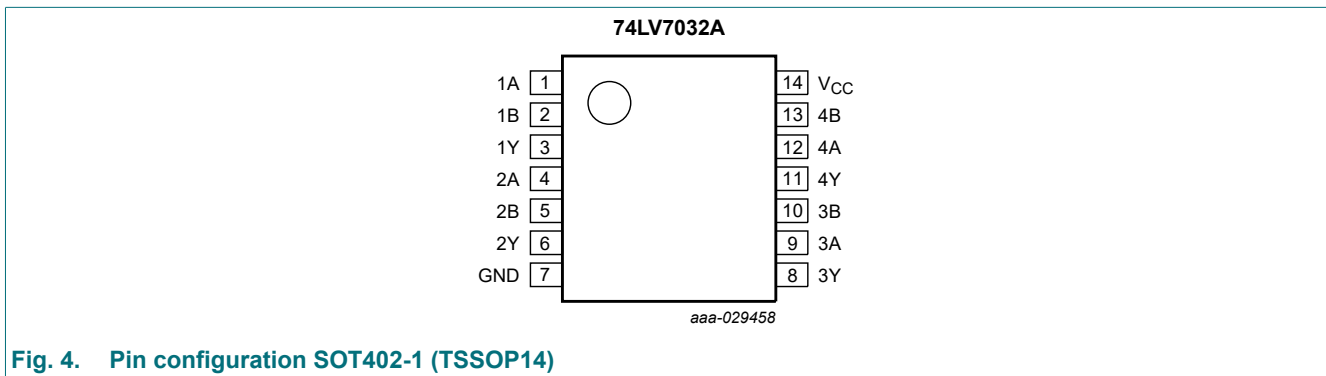 74LV7032A
1A 1 14 VCC
1B 2 13 4B
1Y 3 12 4A
2A 4 11 4Y
2B 5 10 3B
2Y 6 9 3A
GND 7 8 3Y
aaa-029458
Fig. 4. Pin configuration SOT402-1 (TSSOP14)